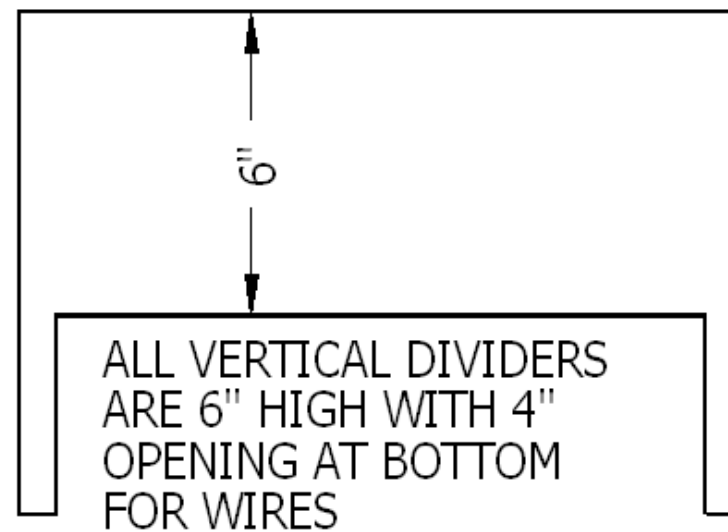 6"
ALL VERTICAL DIVIDERS
ARE 6" HIGH WITH 4"
OPENING AT BOTTOM
FOR WIRES